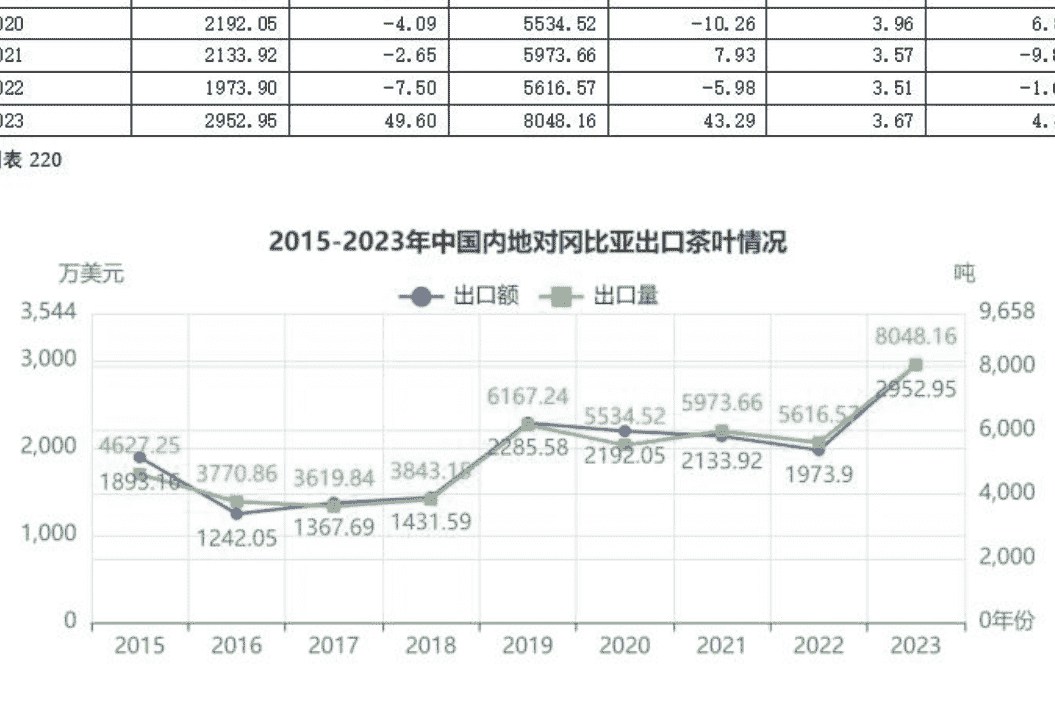 020 2192.05 -4.09 5534.52 -10.26 3.96 6.
021 2133.92 -2.65 5973.66 7.93 3.57 -9.
022 1973.90 -7.50 5616.57 -5.98 3.51 -1.
023 2952.95 49.60 8048.16 43.29 3.67 4.
表 220
2015-2023年中国内地对冈比亚出口茶叶情况
万美元 吨
出口额 出口量
3,544 9,658
8048.16
3,000 8,000
2952.95
6167.24
5534.52 5973.66 5616.57
2,000 6,000
4627.25 2285.58 2192.05 2133.92 1973.9
1893.16 3770.86 3619.84 3843.18
4,000
1242.05 1367.69 1431.59
1,000
2,000
0 0年份
2015 2016 2017 2018 2019 2020 2021 2022 2023